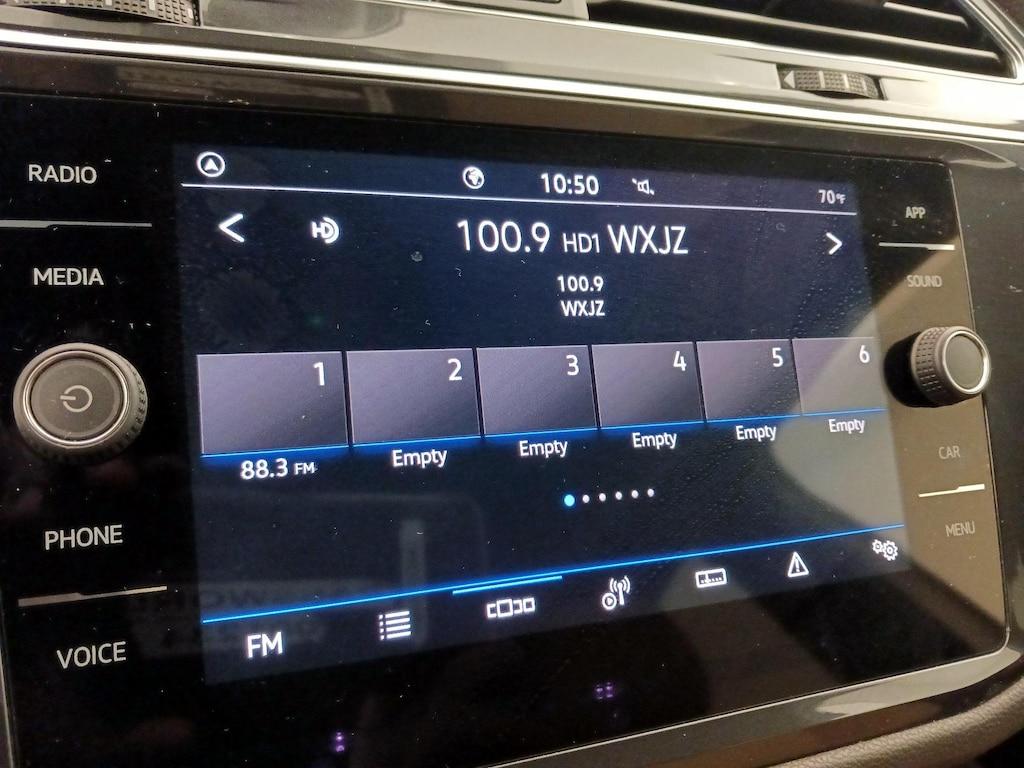 RADIO
MEDIA
PHONE
VOICE
10:50
70°F
HD
100.9 HD1 WXJZ
100.9
WXJZ
1 2 3 4 5 6
88.3 FM Empty Empty Empty Empty Empty
FM
APP
SOUND
CAR
MENU